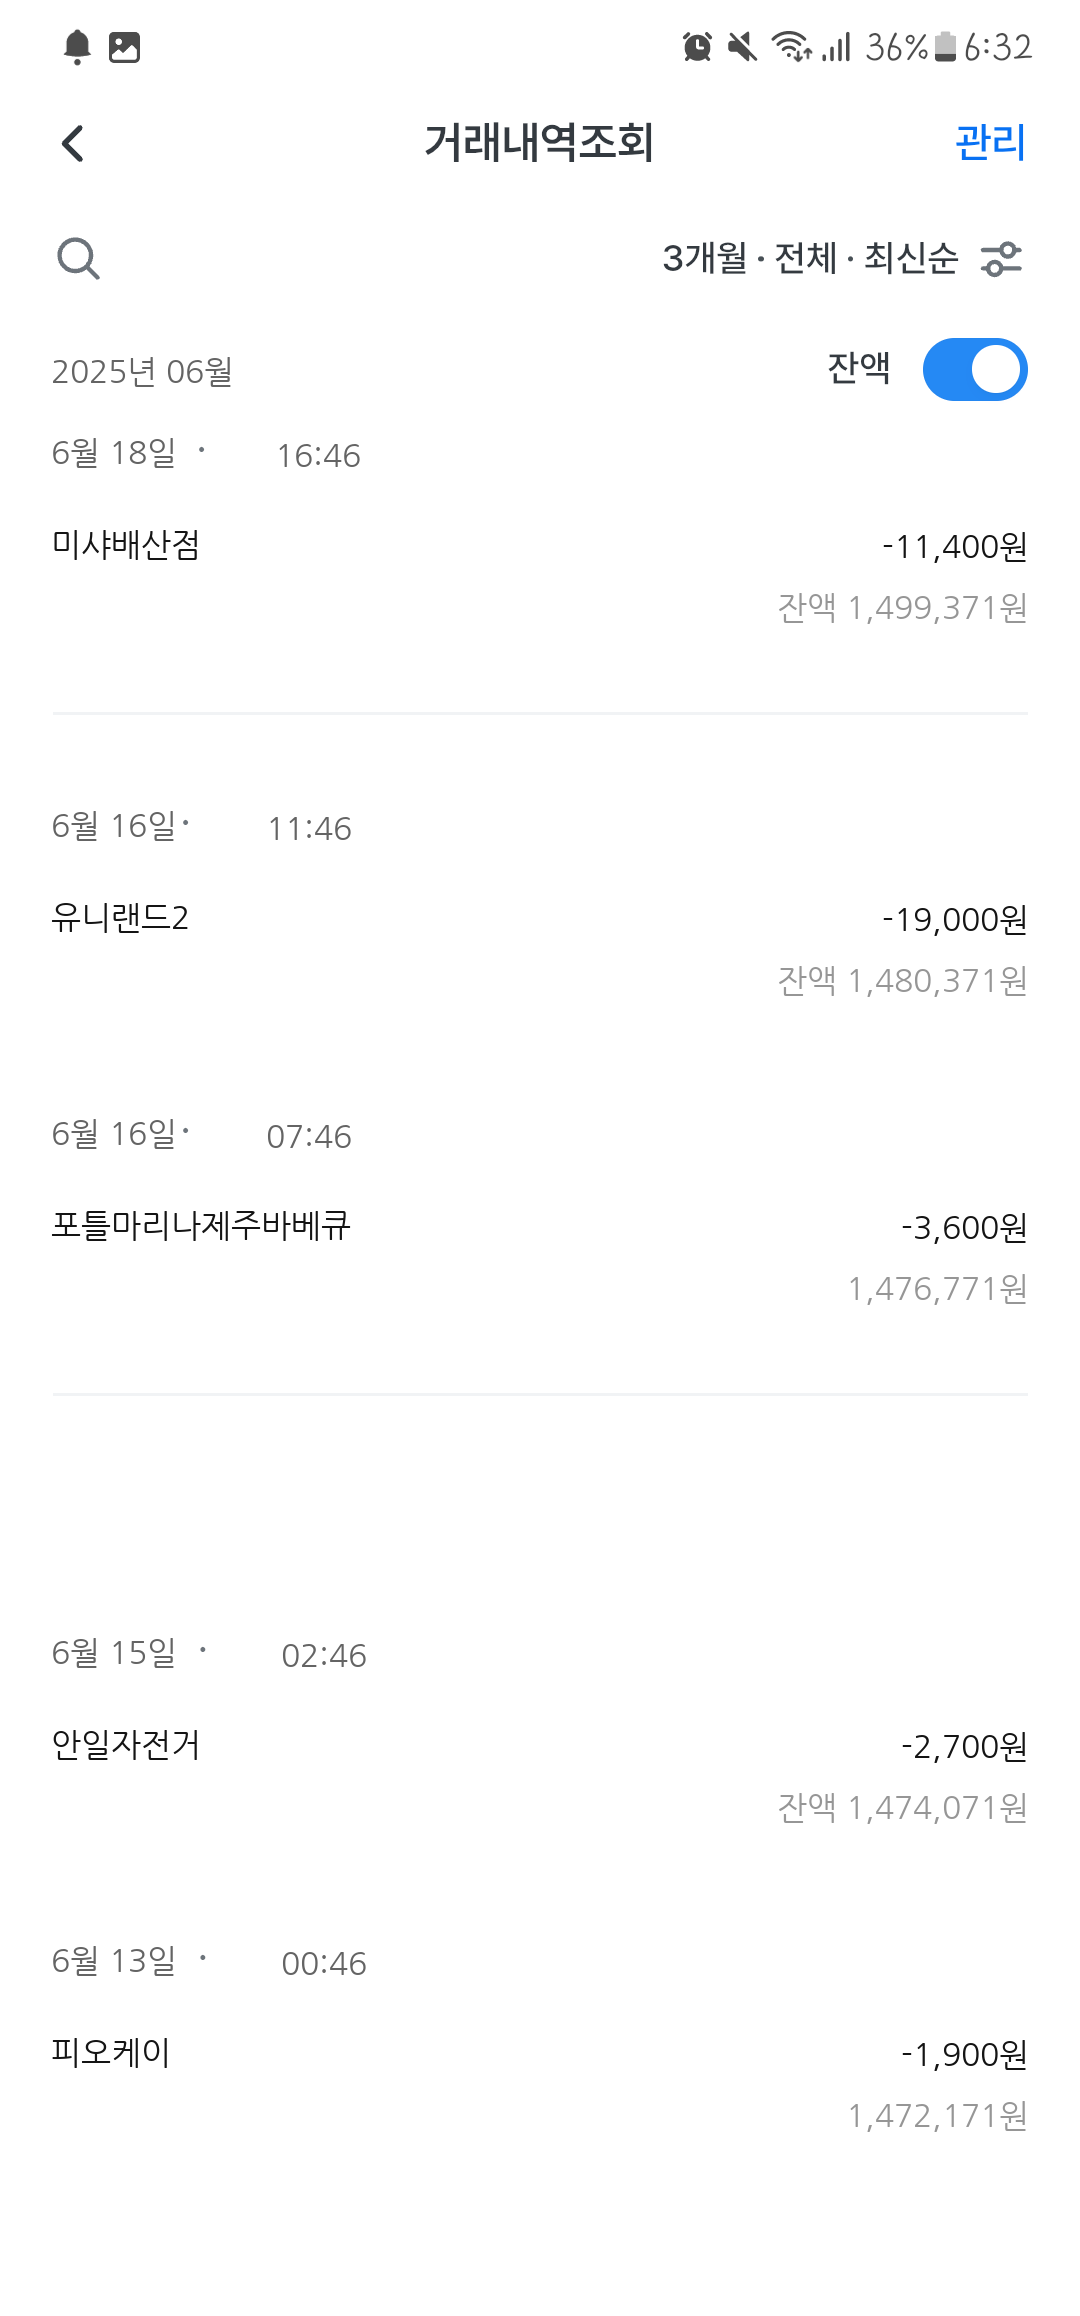 36% 6:32
거래내역조회 관리
3개월 · 전체 · 최신순
2025년 06월 잔액
6월 18일 · 16:46
미샤배산점 -11,400원
잔액 1,499,371원
6월 16일· 11:46
유니랜드2 -19,000원
잔액 1,480,371원
6월 16일· 07:46
포틀마리나제주바베큐 -3,600원
1,476,771원
6월 15일 · 02:46
안일자전거 -2,700원
잔액 1,474,071원
6월 13일 · 00:46
피오케이 -1,900원
1,472,171원